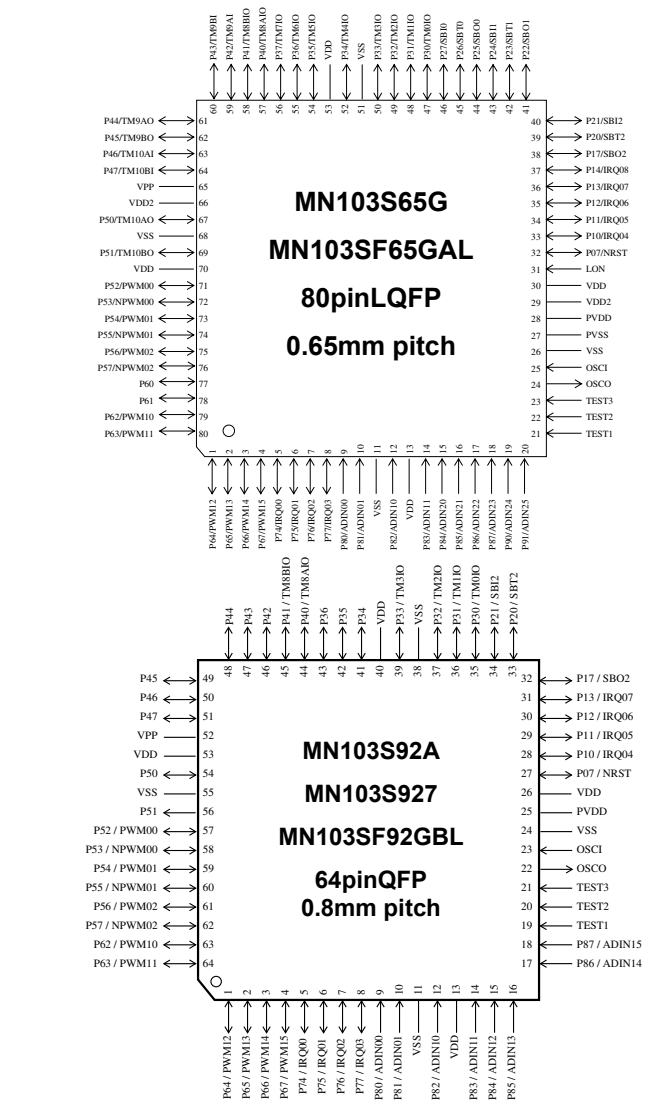 P43/TM9BI
P42/TM9AI
P41/TM8BIO
P40/TM8AIO
P37/TM7IO
P36/TM6IO
P35/TM5IO
VDD
P34/TM4IO
VSS
P33/TM3IO
P32/TM2IO
P31/TM1IO
P30/TM0IO
P27/SBI0
P26/SBT0
P25/SBO0
P24/SBI1
P23/SBT1
P22/SBO1
60 59 58 57 56 55 54 53 52 51 50 49 48 47 46 45 44 43 42 41
P44/TM9AO 61 40 P21/SBI2
P45/TM9BO 62 39 P20/SBT2
P46/TM10AI 63 38 P17/SBO2
P47/TM10BI 64 37 P14/IRQ08
VPP 65 36 P13/IRQ07
VDD2 66 35 P12/IRQ06
P50/TM10AO 67 34 P11/IRQ05
VSS 68 33 P10/IRQ04
P51/TM10BO 69 32 P07/NRST
VDD 70 31 LON
P52/PWM00 71 30 VDD
P53/NPWM00 72 29 VDD2
P54/PWM01 73 28 PVDD
P55/NPWM01 74 27 PVSS
P56/PWM02 75 26 VSS
P57/NPWM02 76 25 OSCI
P60 77 24 OSCO
P61 78 23 TEST3
P62/PWM10 79 22 TEST2
P63/PWM11 80 21 TEST1
MN103S65G
MN103SF65GAL
80pinLQFP
0.65mm pitch
1 2 3 4 5 6 7 8 9 10 11 12 13 14 15 16 17 18 19 20
P64/PWM12
P65/PWM13
P66/PWM14
P67/PWM15
P74/IRQ00
P75/IRQ01
P76/IRQ02
P77/IRQ03
P80/ADIN00
P81/ADIN01
VSS
P82/ADIN10
VDD
P83/ADIN11
P84/ADIN20
P85/ADIN21
P86/ADIN22
P87/ADIN23
P90/ADIN24
P91/ADIN25
P44
P43
P42
P41 / TM8BIO
P40 / TM8AIO
P36
P35
P34
VDD
P33 / TM3IO
VSS
P32 / TM2IO
P31 / TM1IO
P30 / TM0IO
P21 / SBI2
P20 / SBT2
48 47 46 45 44 43 42 41 40 39 38 37 36 35 34 33
P45 49 32 P17 / SBO2
P46 50 31 P13 / IRQ07
P47 51 30 P12 / IRQ06
VPP 52 29 P11 / IRQ05
VDD 53 28 P10 / IRQ04
P50 54 27 P07 / NRST
VSS 55 26 VDD
P51 56 25 PVDD
P52 / PWM00 57 24 VSS
P53 / NPWM00 58 23 OSCI
P54 / PWM01 59 22 OSCO
P55 / NPWM01 60 21 TEST3
P56 / PWM02 61 20 TEST2
P57 / NPWM02 62 19 TEST1
P62 / PWM10 63 18 P87 / ADIN15
P63 / PWM11 64 17 P86 / ADIN14
MN103S92A
MN103S927
MN103SF92GBL
64pinQFP
0.8mm pitch
1 2 3 4 5 6 7 8 9 10 11 12 13 14 15 16
P64 / PWM12
P65 / PWM13
P66 / PWM14
P67 / PWM15
P74 / IRQ00
P75 / IRQ01
P76 / IRQ02
P77 / IRQ03
P80 / ADIN00
P81 / ADIN01
VSS
P82 / ADIN10
VDD
P83 / ADIN11
P84 / ADIN12
P85 / ADIN13